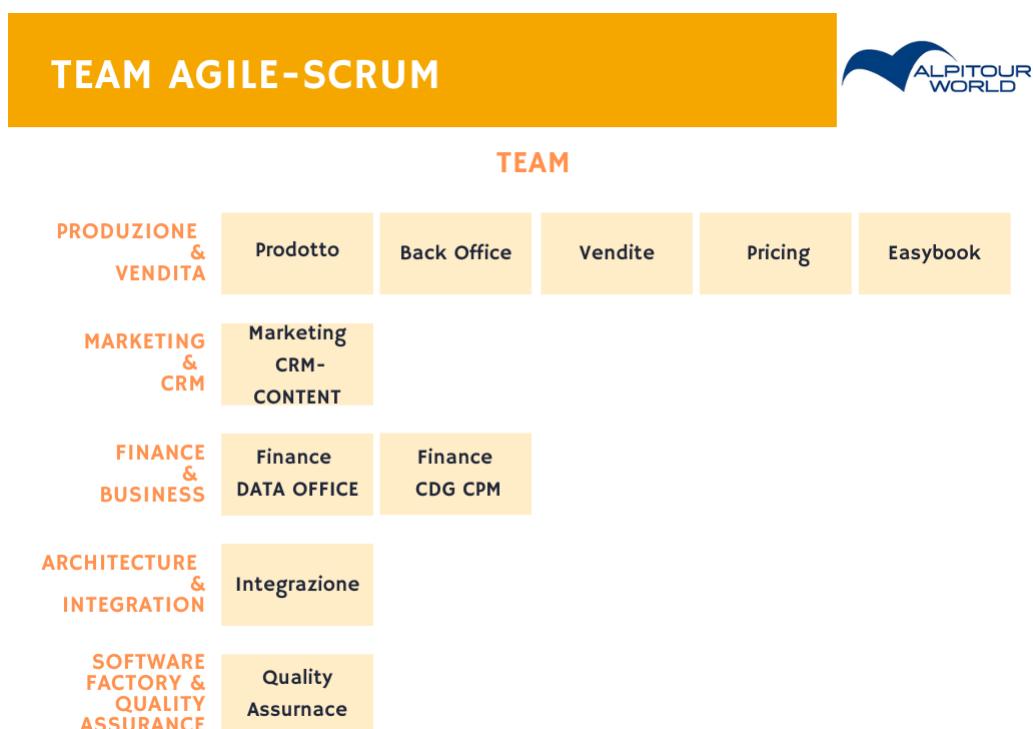 TEAM AGILE-SCRUM
ALPITOUR
WORLD
TEAM
PRODUZIONE
&
VENDITA
Prodotto
Back Office
Vendite
Pricing
Easybook
MARKETING
&
CRM
Marketing
CRM-
CONTENT
FINANCE
&
BUSINESS
Finance
DATA OFFICE
Finance
CDG CPM
ARCHITECTURE
&
INTEGRATION
Integrazione
SOFTWARE
FACTORY &
QUALITY
ASSURANCE
Quality
Assurnace